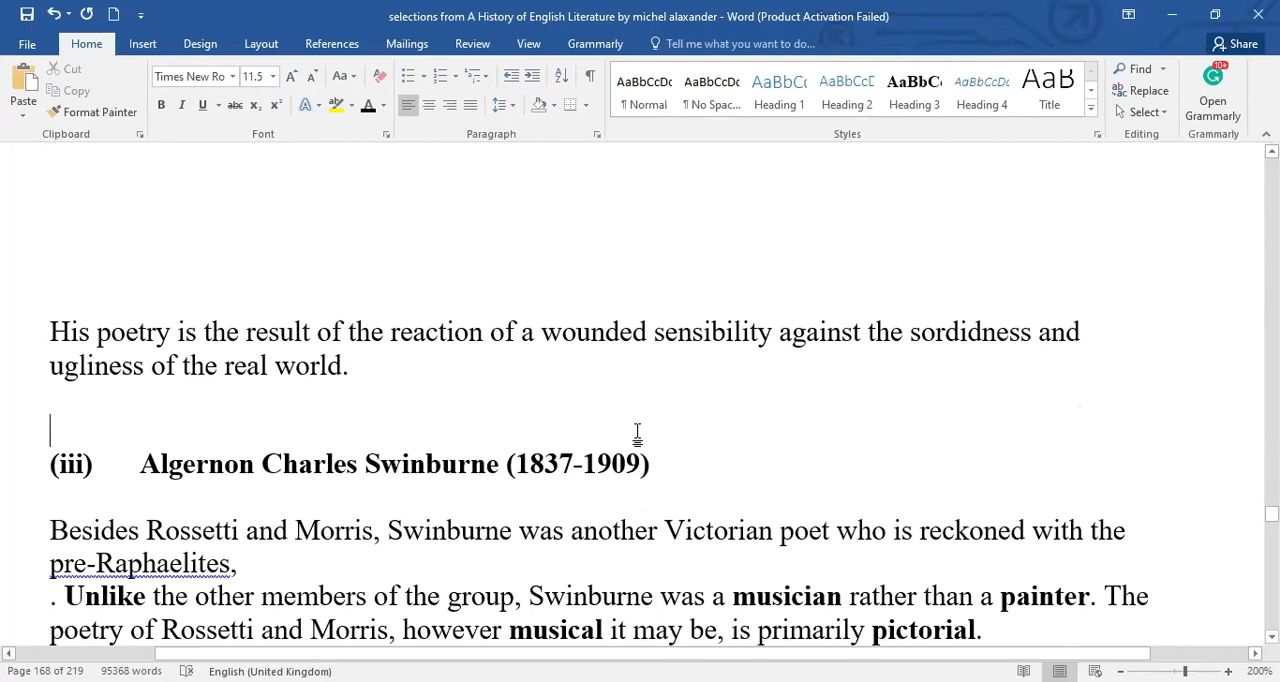 selections from A History of English Literature by michel alaxander - Word (Product Activation Failed)
File Home Insert Design Layout References Mailings Review View Grammarly Tell me what you want to do... Share
Cut
Copy
Paste
Format Painter
Clipboard
Times New Ro 11.5
Font
Paragraph
AaBbCcDc AaBbCcDc AaBbC( AaBbCcD AaBbC( AaBbCcDc AaB
¶ Normal ¶ No Spac... Heading 1 Heading 2 Heading 3 Heading 4 Title
Styles
Find
Replace
Select
Editing
10+
Open
Grammarly
Grammarly
His poetry is the result of the reaction of a wounded sensibility against the sordidness and
ugliness of the real world.
(iii) Algernon Charles Swinburne (1837-1909)
Besides Rossetti and Morris, Swinburne was another Victorian poet who is reckoned with the
pre-Raphaelites,
. Unlike the other members of the group, Swinburne was a musician rather than a painter. The
poetry of Rossetti and Morris, however musical it may be, is primarily pictorial.
Page 168 of 219 95368 words English (United Kingdom) 200%